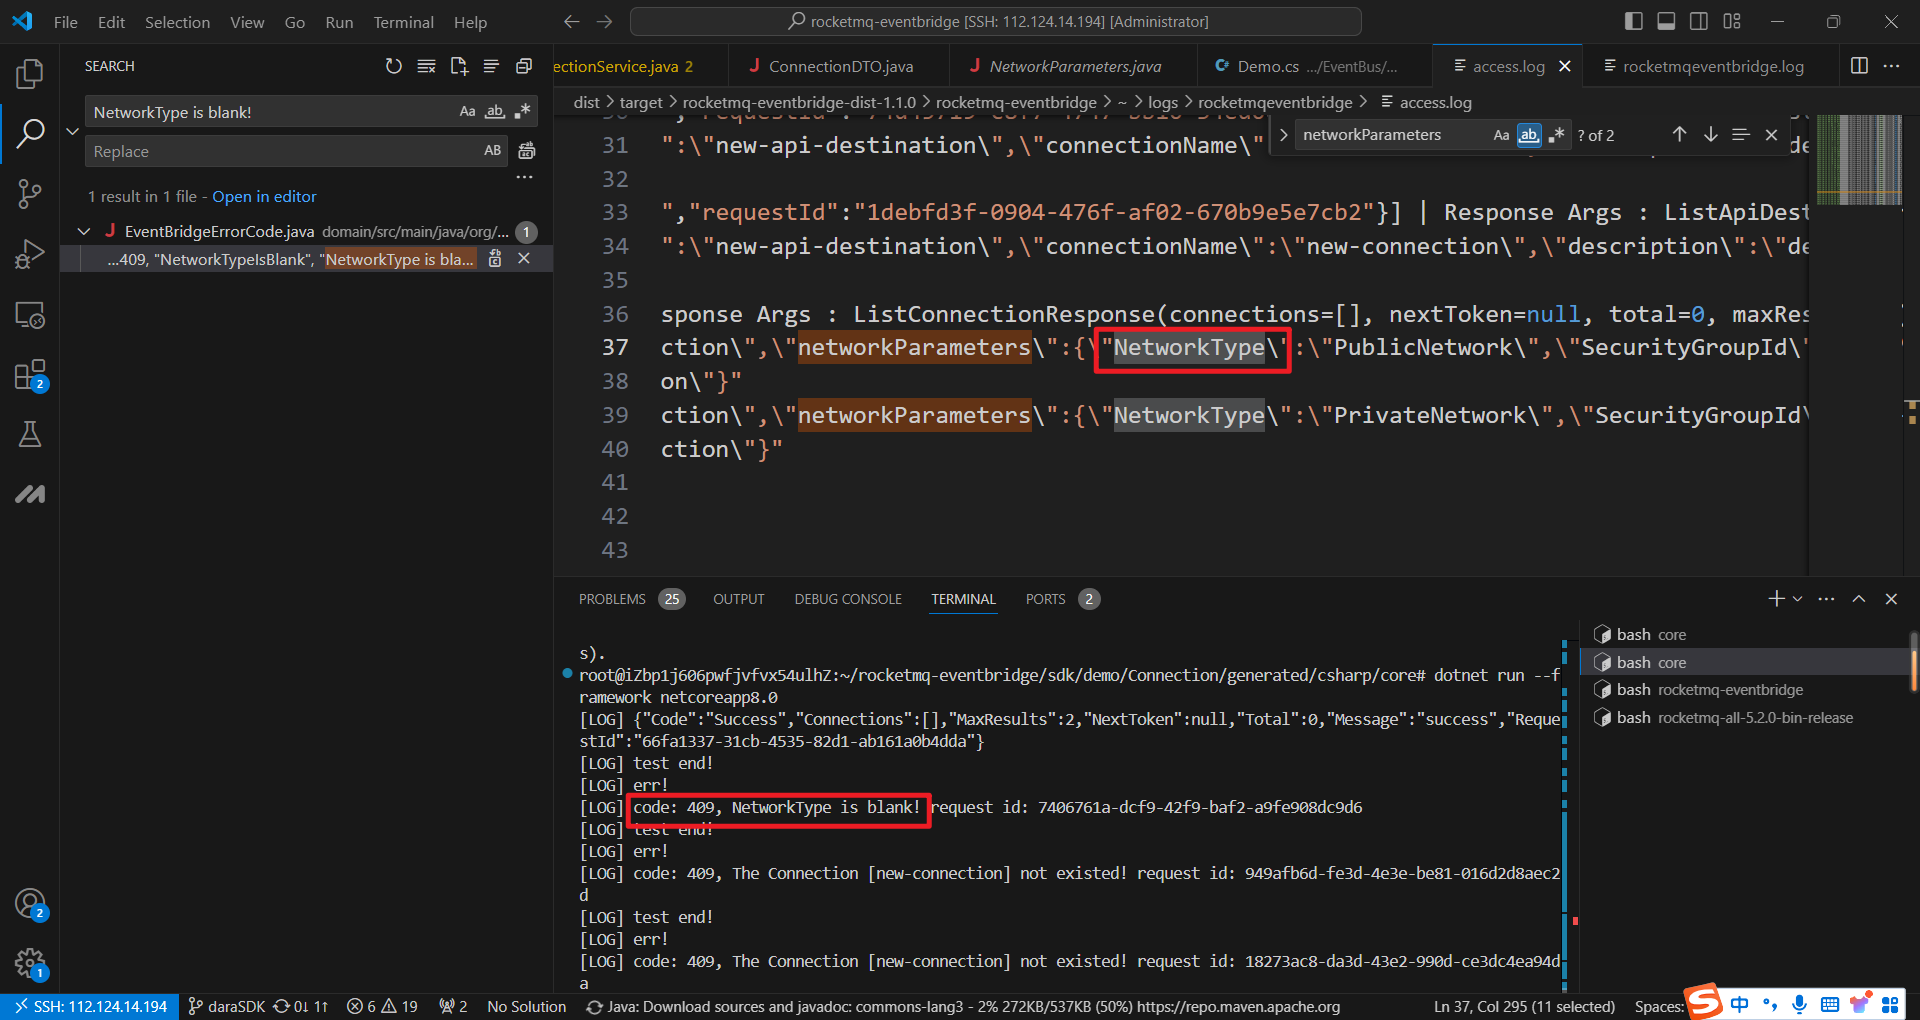 File Edit Selection View Go Run Terminal Help
rocketmq-eventbridge [SSH: 112.124.14.194] [Administrator]
SEARCH
NetworkType is blank!
Aa ab .*
Replace
AB
1 result in 1 file - Open in editor
EventBridgeErrorCode.java domain/src/main/java/org/... 1
...409, "NetworkTypeIsBlank", "NetworkType is bla...
ectionService.java 2
ConnectionDTO.java
NetworkParameters.java
Demo.cs .../EventBus/...
access.log
rocketmqeventbridge.log
dist > target > rocketmq-eventbridge-dist-1.1.0 > rocketmq-eventbridge > ~ > logs > rocketmqeventbridge > access.log
networkParameters
Aa ab .* ? of 2
31 ":\"new-api-destination\",\"connectionName\"
32
33 ","requestId":"1debfd3f-0904-476f-af02-670b9e5e7cb2"}] | Response Args : ListApiDest
34 ":\"new-api-destination\",\"connectionName\":\"new-connection\",\"description\":\"de
35
36 sponse Args : ListConnectionResponse(connections=[], nextToken=null, total=0, maxRes
37 ction\",\"networkParameters\":{\"NetworkType\":\"PublicNetwork\",\"SecurityGroupId\"
38 on\"}"
39 ction\",\"networkParameters\":{\"NetworkType\":\"PrivateNetwork\",\"SecurityGroupId\
40 ction\"}"
41
42
43
PROBLEMS 25 OUTPUT DEBUG CONSOLE TERMINAL PORTS 2
s).
root@iZbp1j606pwfjvfvx54ulhZ:~/rocketmq-eventbridge/sdk/demo/Connection/generated/csharp/core# dotnet run --f
ramework netcoreapp8.0
[LOG] {"Code":"Success","Connections":[],"MaxResults":2,"NextToken":null,"Total":0,"Message":"success","Reque
stId":"66fa1337-31cb-4535-82d1-ab161a0b4dda"}
[LOG] test end!
[LOG] err!
[LOG] code: 409, NetworkType is blank! request id: 7406761a-dcf9-42f9-baf2-a9fe908dc9d6
[LOG] test end!
[LOG] err!
[LOG] code: 409, The Connection [new-connection] not existed! request id: 949afb6d-fe3d-4e3e-be81-016d2d8aec2
d
[LOG] test end!
[LOG] err!
[LOG] code: 409, The Connection [new-connection] not existed! request id: 18273ac8-da3d-43e2-990d-ce3dc4ea94d
a
bash core
bash core
bash rocketmq-eventbridge
bash rocketmq-all-5.2.0-bin-release
2
2
1
SSH: 112.124.14.194 daraSDK 0↓ 1↑ 6 19 2 No Solution Java: Download sources and javadoc: commons-lang3 - 2% 272KB/537KB (50%) https://repo.maven.apache.org Ln 37, Col 295 (11 selected) Spaces:
S 中